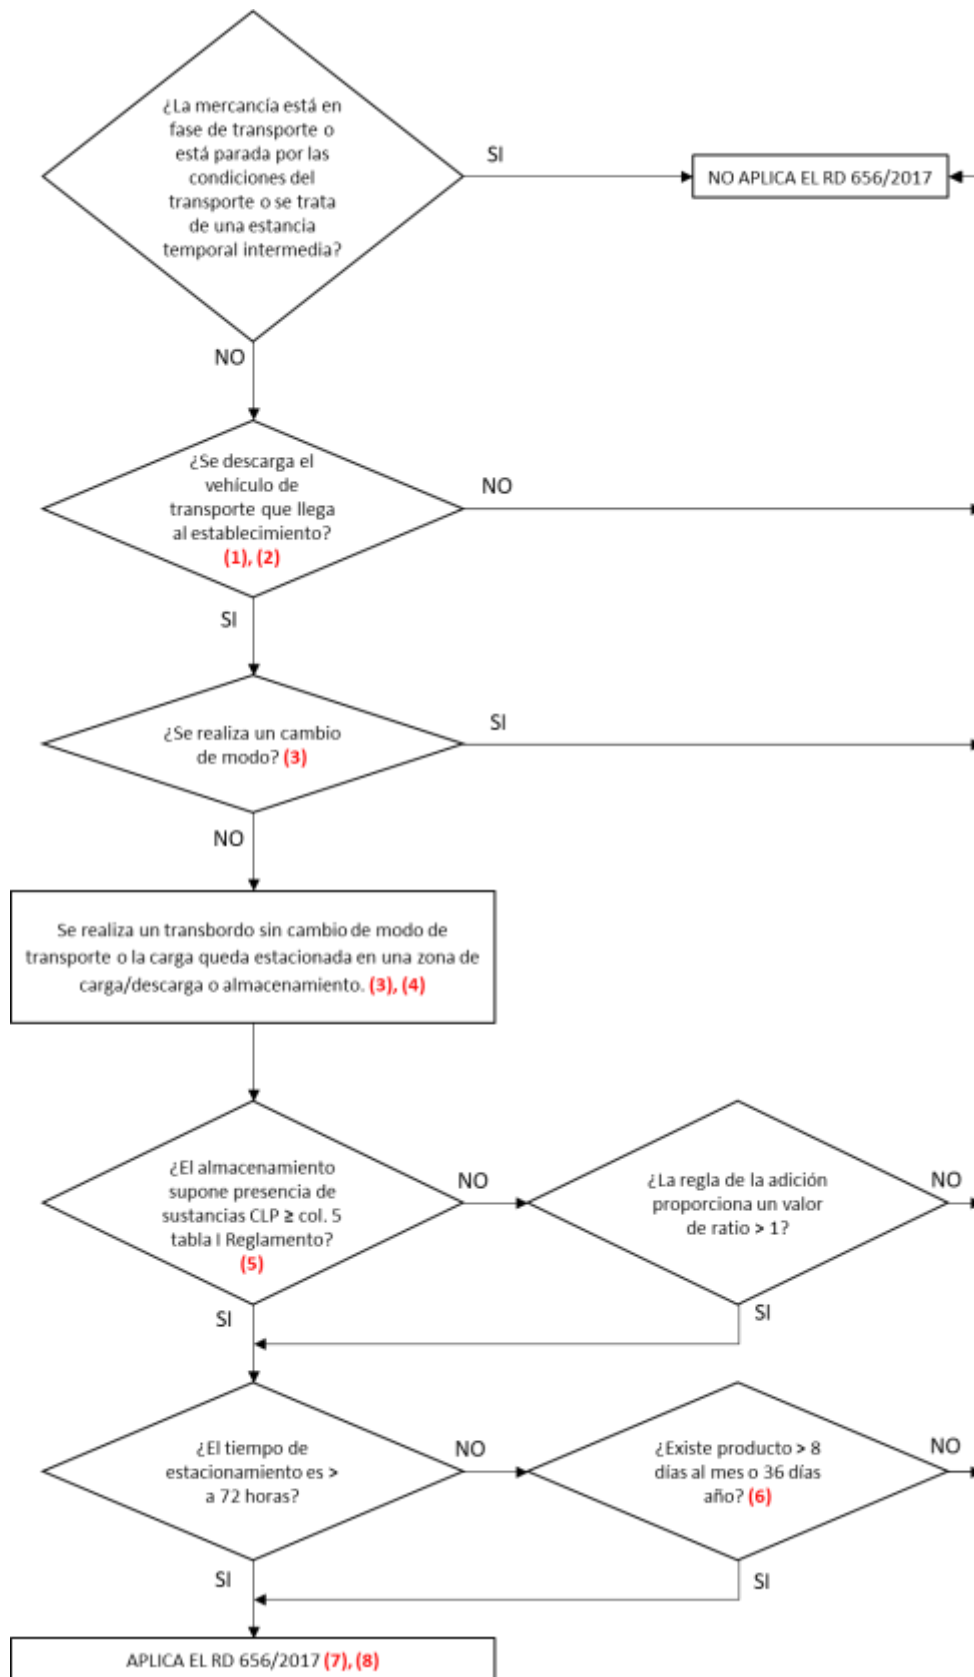 ¿La mercancía está en
fase de transporte o
está parada por las
condiciones del
transporte o se trata
de una estancia
temporal intermedia?
SI
NO APLICA EL RD 656/2017
NO
¿Se descarga el
vehículo de
transporte que llega
al establecimiento?
(1), (2)
NO
SI
¿Se realiza un cambio
de modo? (3)
SI
NO
Se realiza un transbordo sin cambio de modo de
transporte o la carga queda estacionada en una zona de
carga/descarga o almacenamiento. (3), (4)
¿El almacenamiento
supone presencia de
sustancias CLP ≥ col. 5
tabla I Reglamento?
(5)
NO
¿La regla de la adición
proporciona un valor
de ratio > 1?
NO
SI
SI
¿El tiempo de
estacionamiento es >
a 72 horas?
NO
¿Existe producto > 8
días al mes o 36 días
año? (6)
NO
SI
SI
APLICA EL RD 656/2017 (7), (8)